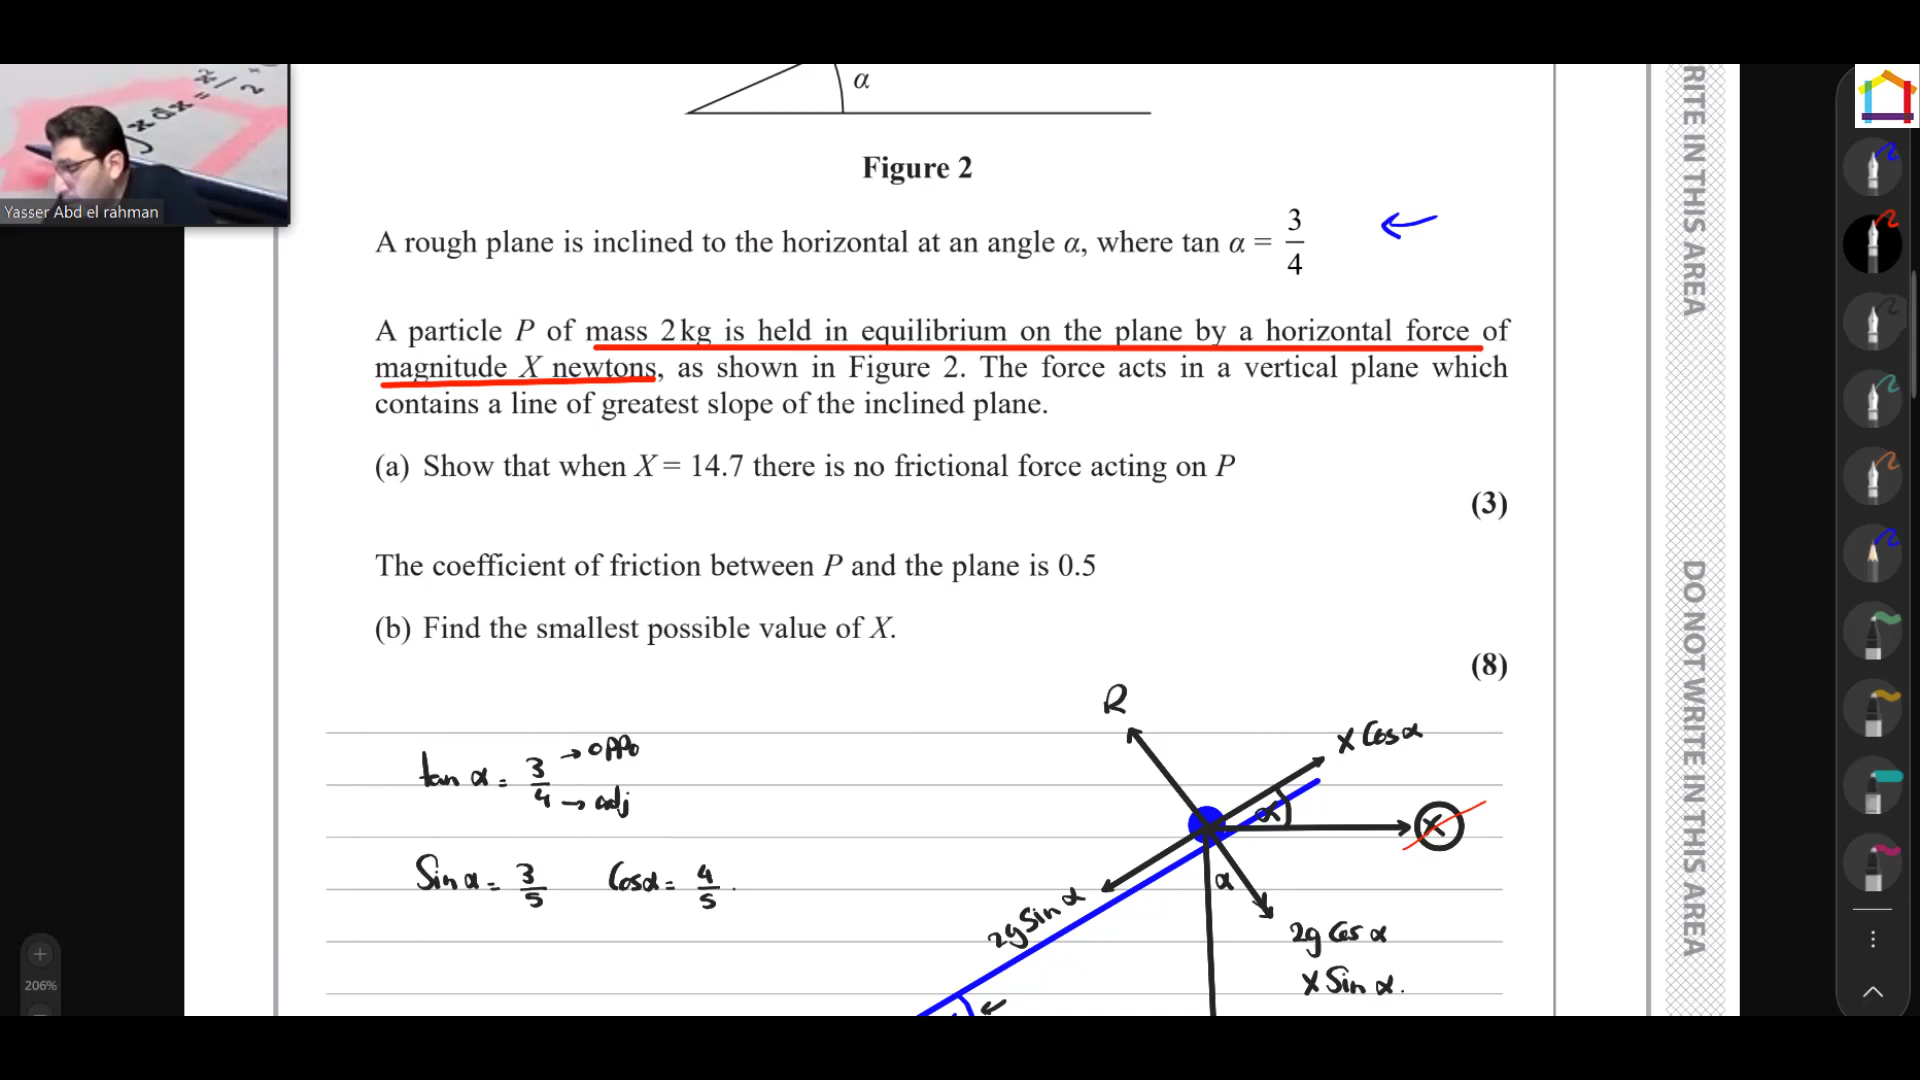 ∫ x dx = x²/2 +
Yasser Abd el rahman
α
Figure 2
A rough plane is inclined to the horizontal at an angle α, where tan α = 3/4
A particle P of mass 2 kg is held in equilibrium on the plane by a horizontal force of
magnitude X newtons, as shown in Figure 2. The force acts in a vertical plane which
contains a line of greatest slope of the inclined plane.
(a) Show that when X = 14.7 there is no frictional force acting on P
(3)
The coefficient of friction between P and the plane is 0.5
(b) Find the smallest possible value of X.
(8)
tan α = 3/4 → oppo → adj
Sin α = 3/5 Cos α = 4/5
R
X Cos α
α
X
α
2g Sin α
2g Cos α
X Sin α.
RITE IN THIS AREA
DO NOT WRITE IN THIS AREA
206%